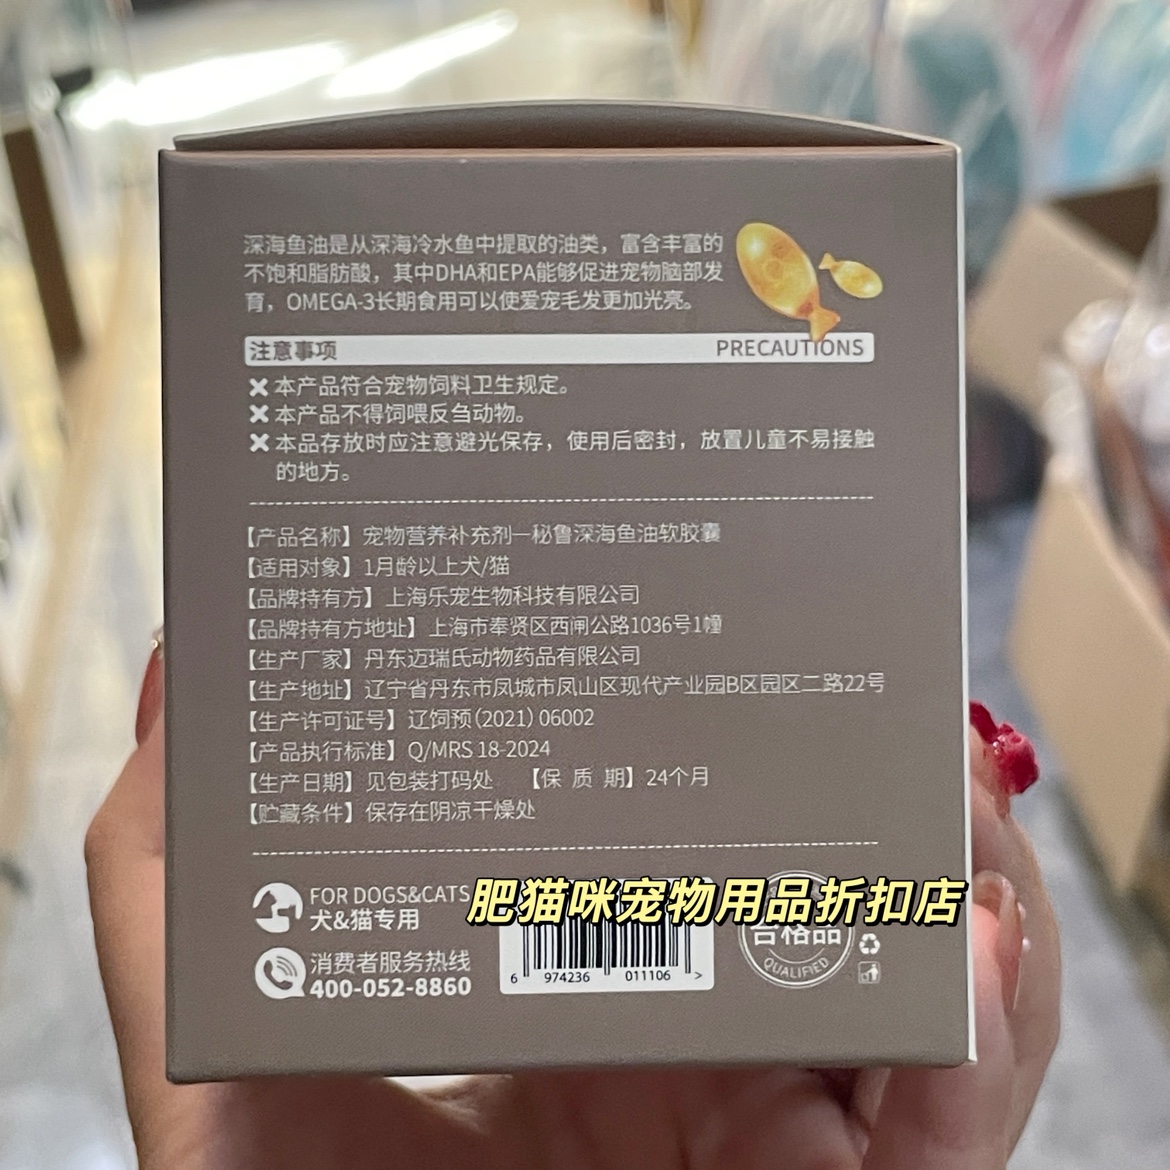 深海鱼油是从深海冷水鱼中提取的油类，富含丰富的
不饱和脂肪酸，其中DHA和EPA能够促进宠物脑部发
育，OMEGA-3长期食用可以使爱宠毛发更加光亮。
注意事项 PRECAUTIONS
本产品符合宠物饲料卫生规定。
本产品不得饲喂反刍动物。
本品存放时应注意避光保存，使用后密封，放置儿童不易接触
的地方。
【产品名称】宠物营养补充剂—秘鲁深海鱼油软胶囊
【适用对象】1月龄以上犬/猫
【品牌持有方】上海乐宠生物科技有限公司
【品牌持有方地址】上海市奉贤区西闸公路1036号1幢
【生产厂家】丹东迈瑞氏动物药品有限公司
【生产地址】辽宁省丹东市凤城市凤山区现代产业园B区园区二路22号
【生产许可证号】辽饲预(2021)06002
【产品执行标准】Q/MRS 18-2024
【生产日期】见包装打码处 【保 质 期】24个月
【贮藏条件】保存在阴凉干燥处
FOR DOGS&CATS
犬&猫专用
肥猫咪宠物用品折扣店
消费者服务热线
400-052-8860
6 974236 011106 >
合格品
QUALIFIED